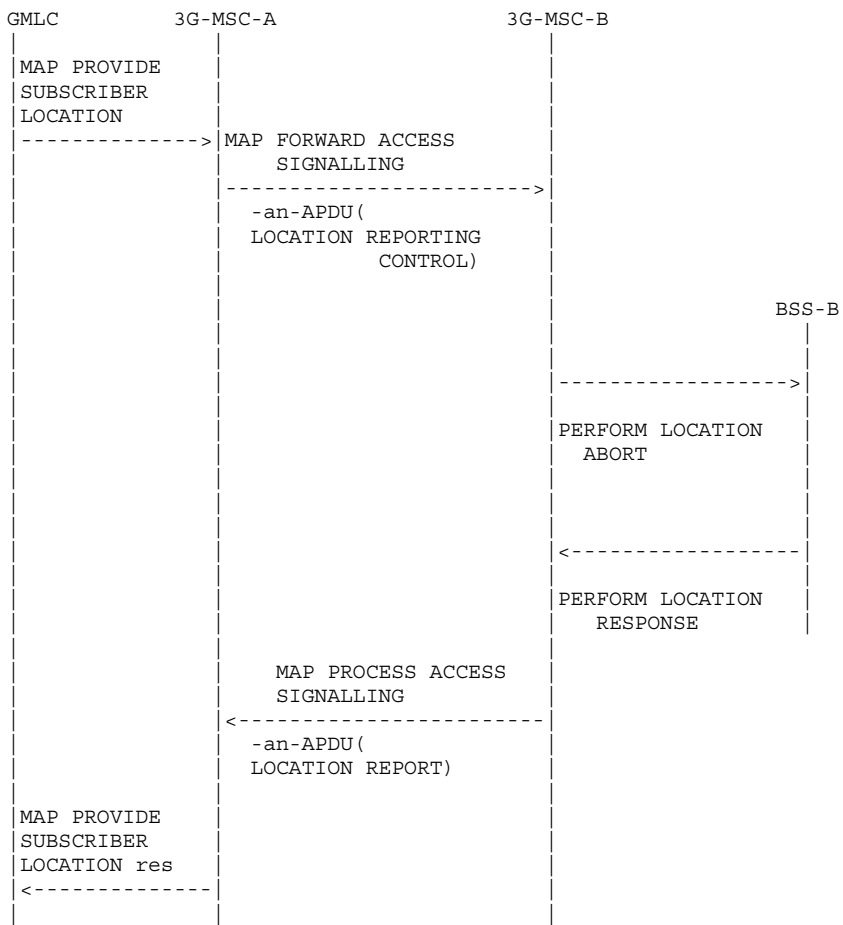 GMLC 3G-MSC-A 3G-MSC-B
MAP PROVIDE
SUBSCRIBER
LOCATION
MAP FORWARD ACCESS
SIGNALLING
-an-APDU(
LOCATION REPORTING
CONTROL)
BSS-B
PERFORM LOCATION
ABORT
PERFORM LOCATION
RESPONSE
MAP PROCESS ACCESS
SIGNALLING
-an-APDU(
LOCATION REPORT)
MAP PROVIDE
SUBSCRIBER
LOCATION res